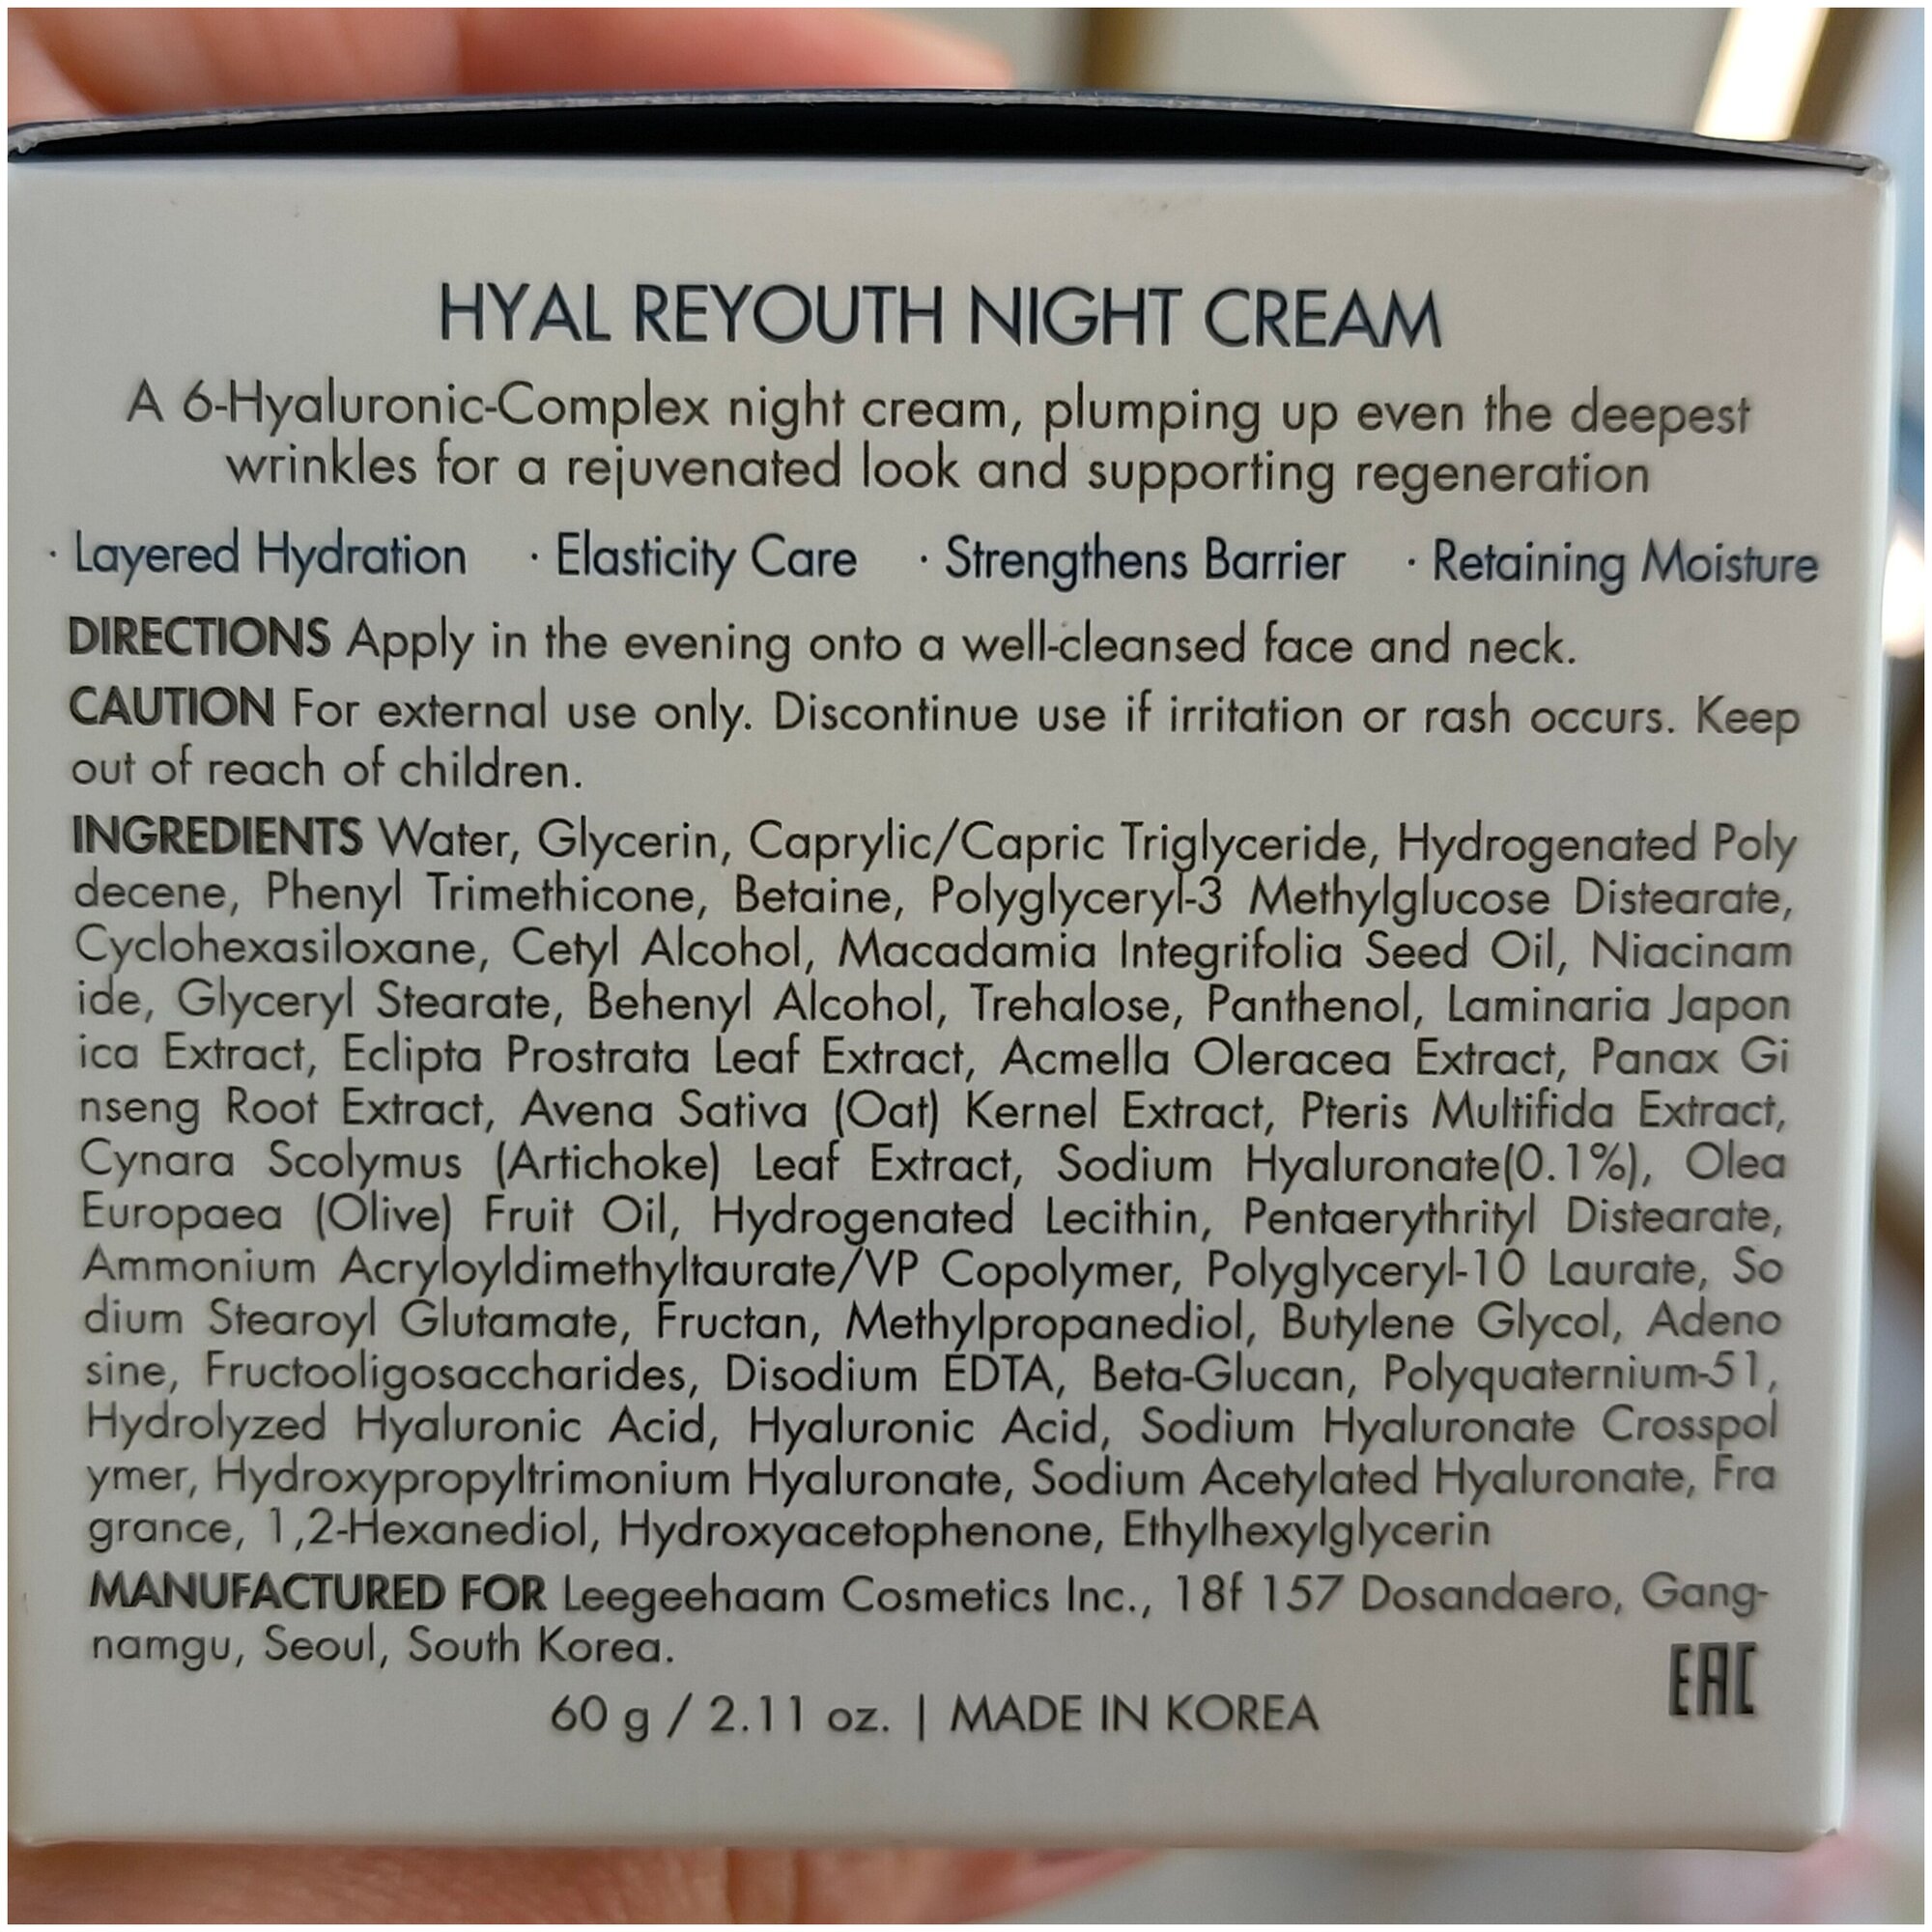 HYAL REYOUTH NIGHT CREAM
A 6-Hyaluronic-Complex night cream, plumping up even the deepest
wrinkles for a rejuvenated look and supporting regeneration
· Layered Hydration · Elasticity Care · Strengthens Barrier · Retaining Moisture
DIRECTIONS Apply in the evening onto a well-cleansed face and neck.
CAUTION For external use only. Discontinue use if irritation or rash occurs. Keep
out of reach of children.
INGREDIENTS Water, Glycerin, Caprylic/Capric Triglyceride, Hydrogenated Poly
decene, Phenyl Trimethicone, Betaine, Polyglyceryl-3 Methylglucose Distearate,
Cyclohexasiloxane, Cetyl Alcohol, Macadamia Integrifolia Seed Oil, Niacinam
ide, Glyceryl Stearate, Behenyl Alcohol, Trehalose, Panthenol, Laminaria Japon
ica Extract, Eclipta Prostrata Leaf Extract, Acmella Oleracea Extract, Panax Gi
nseng Root Extract, Avena Sativa (Oat) Kernel Extract, Pteris Multifida Extract,
Cynara Scolymus (Artichoke) Leaf Extract, Sodium Hyaluronate(0.1%), Olea
Europaea (Olive) Fruit Oil, Hydrogenated Lecithin, Pentaerythrityl Distearate,
Ammonium Acryloyldimethyltaurate/VP Copolymer, Polyglyceryl-10 Laurate, So
dium Stearoyl Glutamate, Fructan, Methylpropanediol, Butylene Glycol, Adeno
sine, Fructooligosaccharides, Disodium EDTA, Beta-Glucan, Polyquaternium-51,
Hydrolyzed Hyaluronic Acid, Hyaluronic Acid, Sodium Hyaluronate Crosspol
ymer, Hydroxypropyltrimonium Hyaluronate, Sodium Acetylated Hyaluronate, Fra
grance, 1,2-Hexanediol, Hydroxyacetophenone, Ethylhexylglycerin
MANUFACTURED FOR Leegeehaam Cosmetics Inc., 18f 157 Dosandaero, Gang-
namgu, Seoul, South Korea.
EAC
60 g / 2.11 oz. | MADE IN KOREA